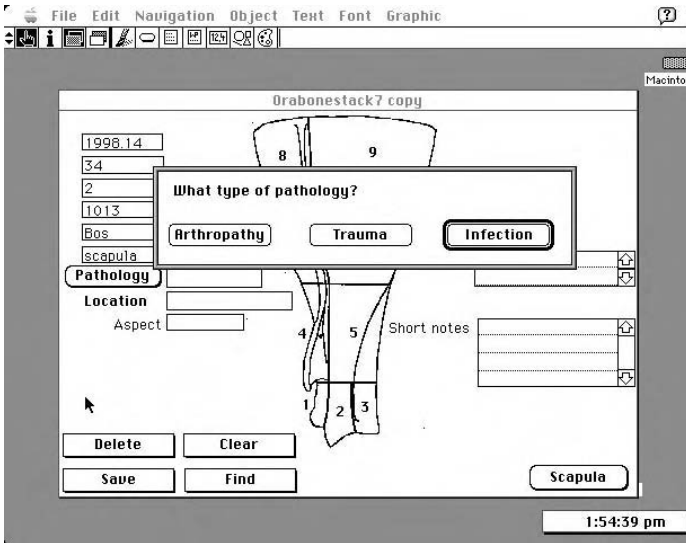 File Edit Navigation Object Text Font Graphic
Macinto
Orabonestack7 copy
1998.14
34
2
1013
Bos
scapula
8
9
What type of pathology?
Arthropathy Trauma Infection
Pathology
Location
Aspect
4
5
Short notes
1
2
3
Delete Clear
Save Find
Scapula
1:54:39 pm